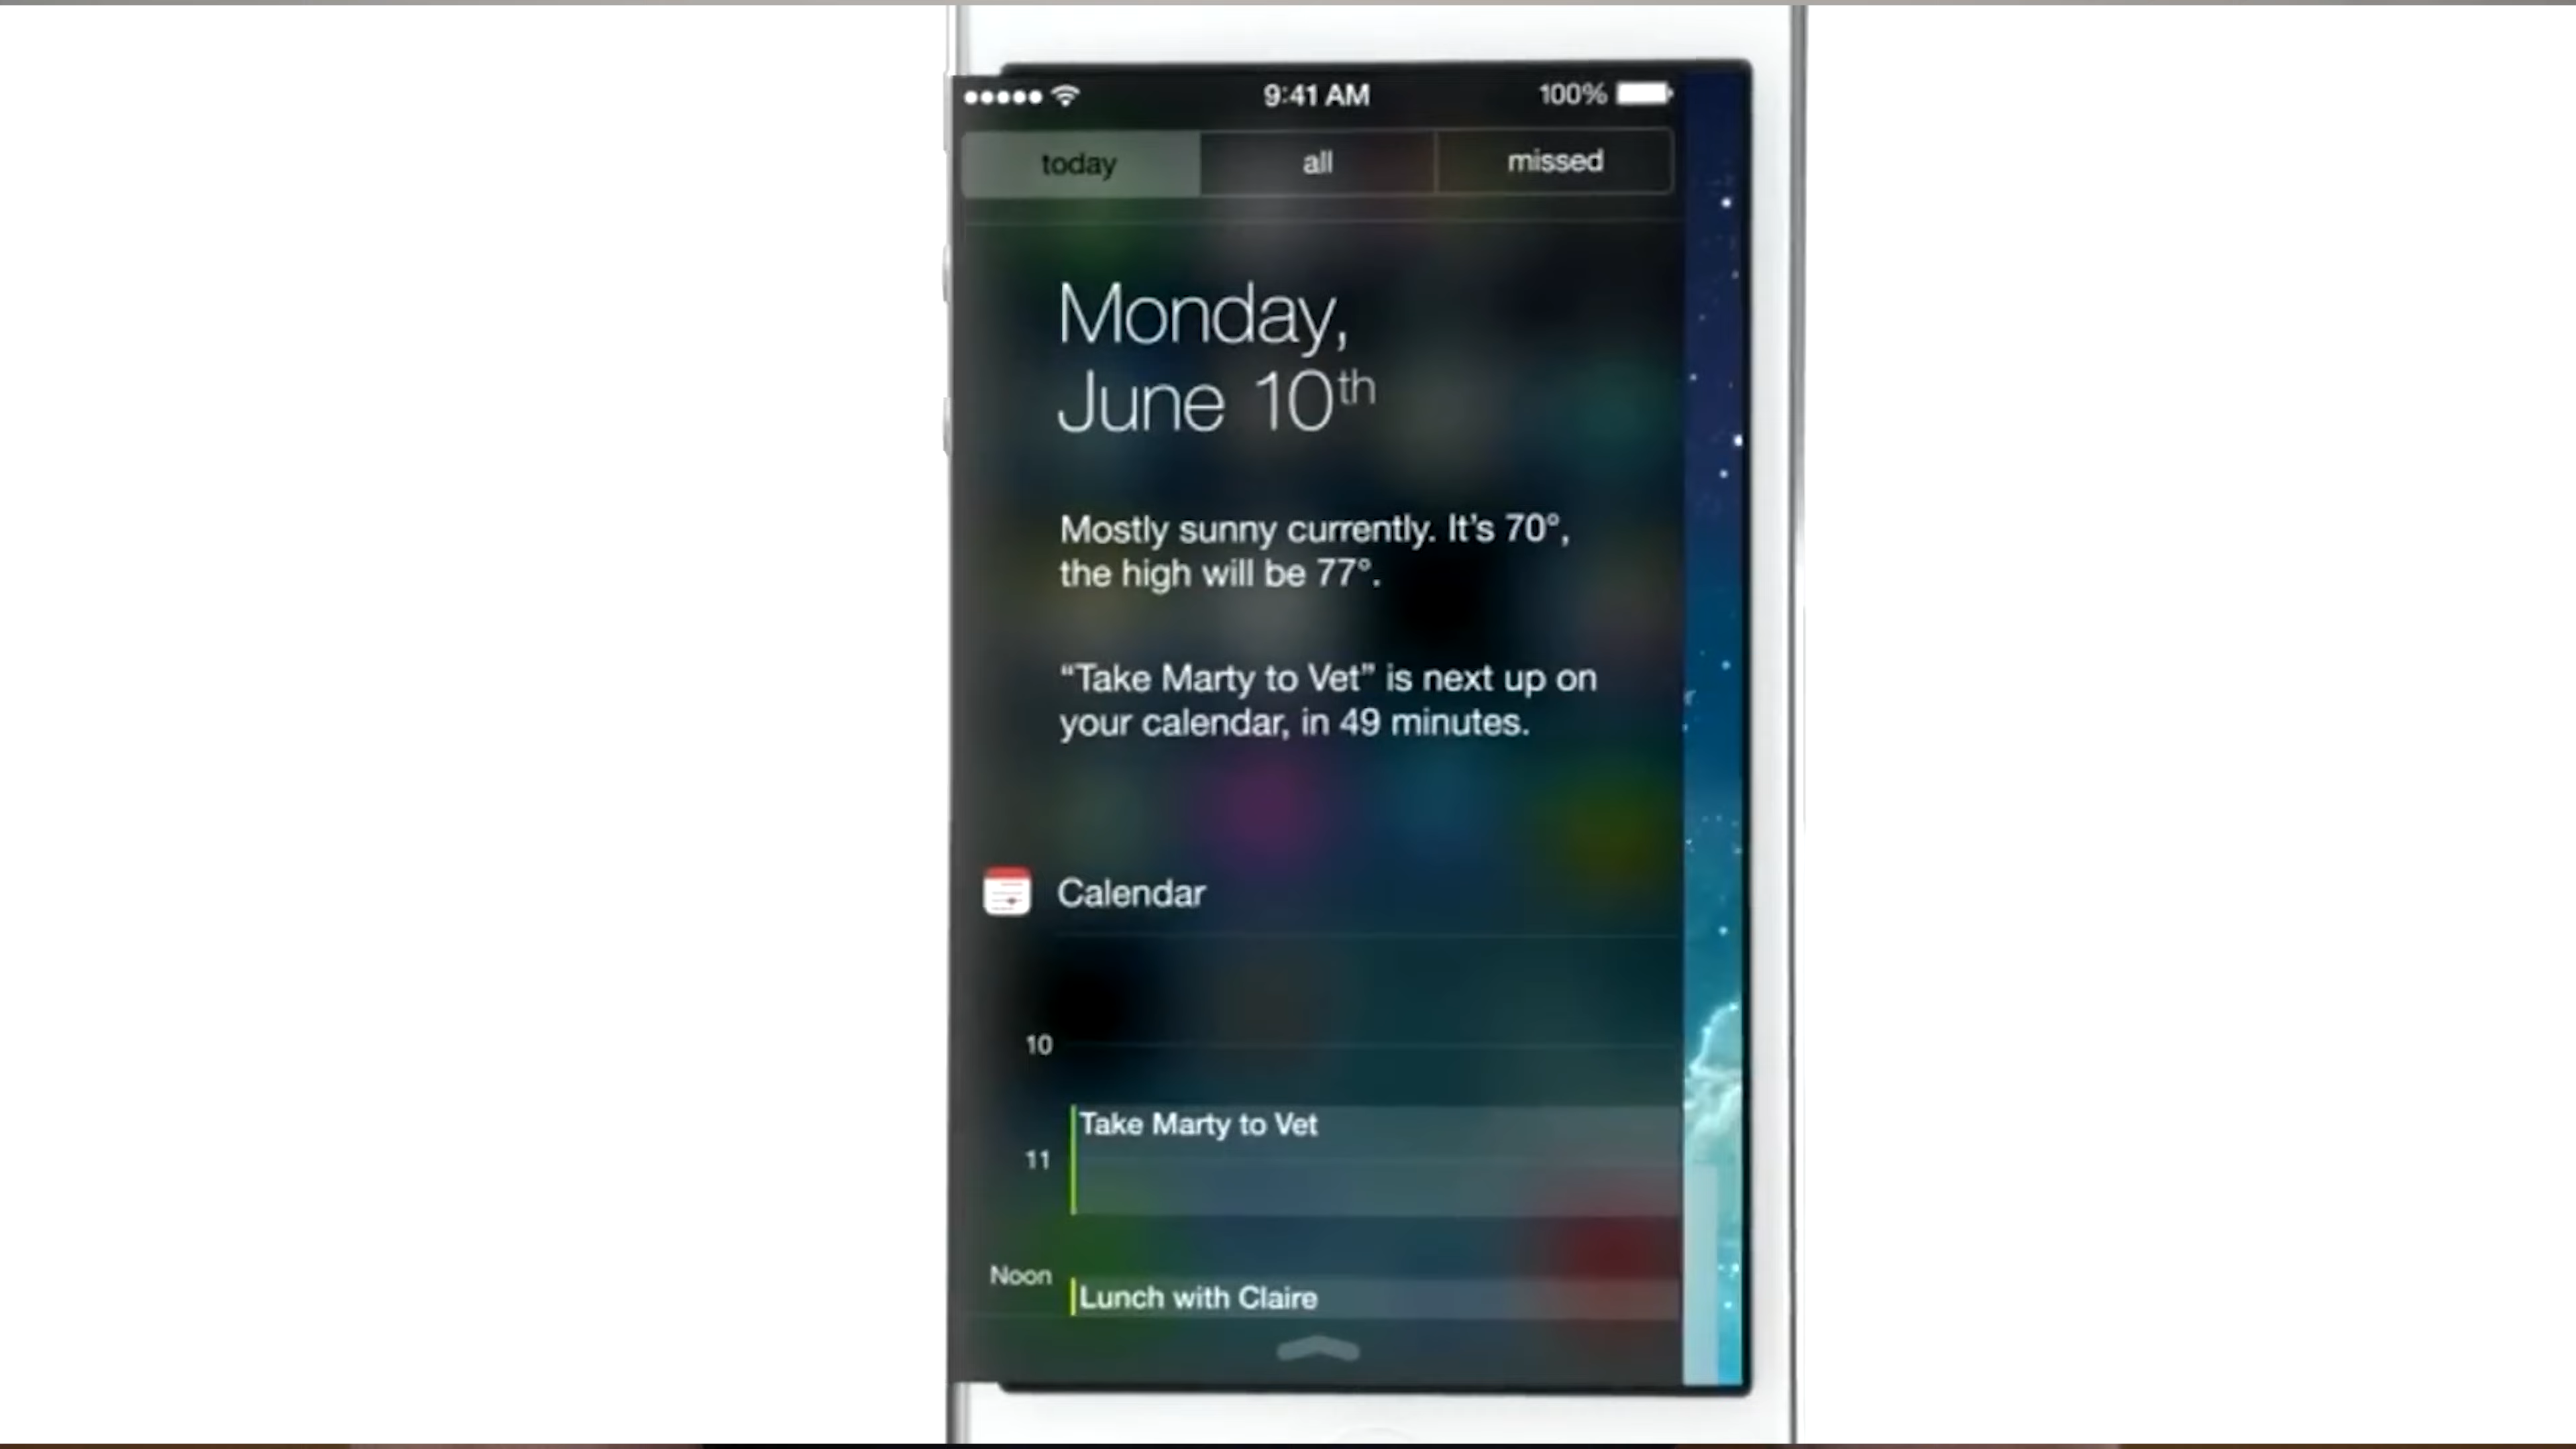 9:41 AM 100%
today all missed
Monday,
June 10th
Mostly sunny currently. It’s 70°,
the high will be 77°.
“Take Marty to Vet” is next up on
your calendar, in 49 minutes.
Calendar
10
Take Marty to Vet
11
Noon
Lunch with Claire